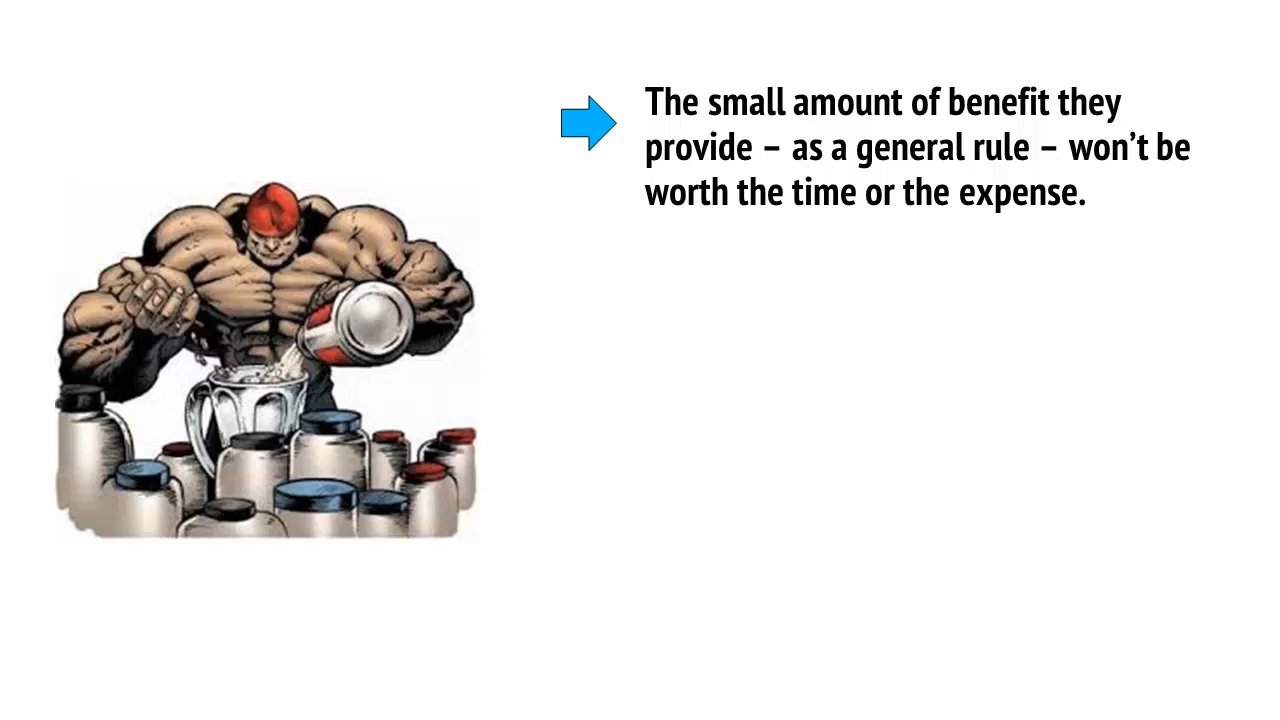 The small amount of benefit they
provide – as a general rule – won’t be
worth the time or the expense.